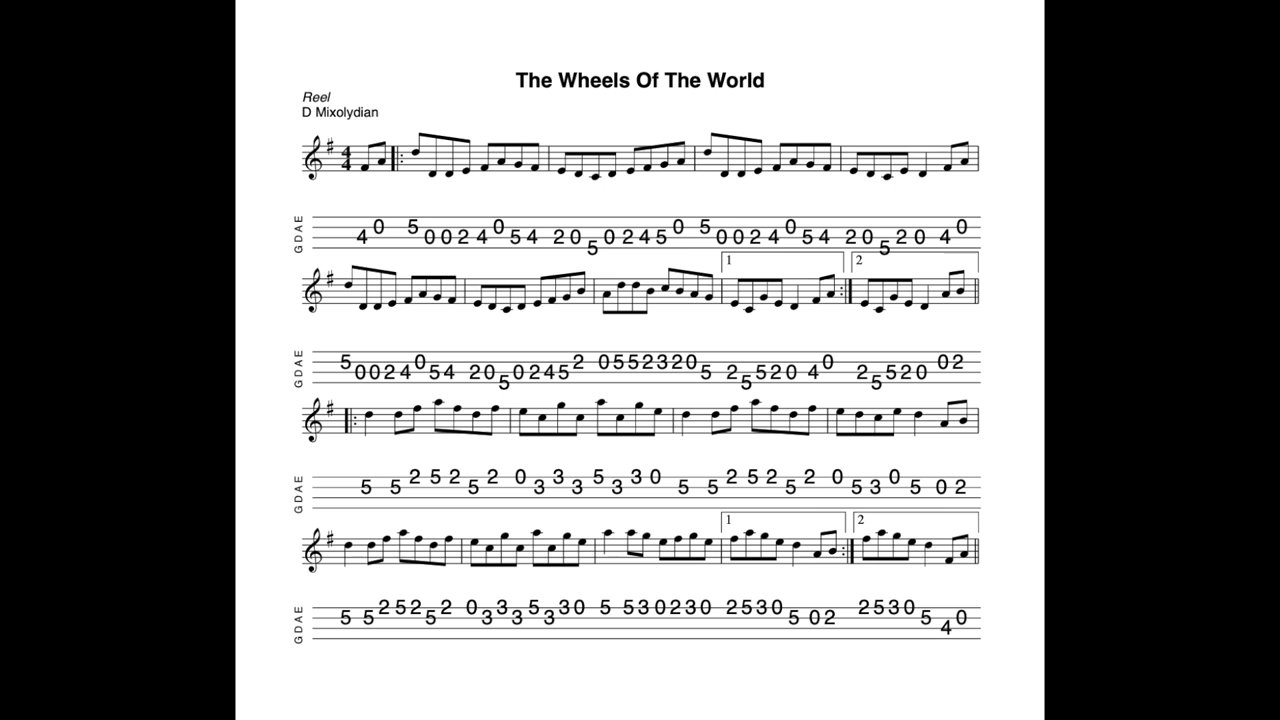 The Wheels Of The World
Reel
D Mixolydian
4
4
G D A E
4 0 5 0 0 2 4 0 5 4 2 0 5 0 2 4 5 0 5 0 0 2 4 0 5 4 2 0 5 2 0 4 0
1 2
G D A E
5 0 0 2 4 0 5 4 2 0 5 0 2 4 5 2 0 5 5 2 3 2 0 5 2 5 5 2 0 4 0 2 5 5 2 0 0 2
G D A E
5 5 2 5 2 5 2 0 3 3 3 5 3 3 0 5 5 2 5 2 5 2 0 5 3 0 5 0 2
1 2
G D A E
5 5 2 5 2 5 2 0 3 3 3 5 3 3 0 5 5 3 0 2 3 0 2 5 3 0 5 0 2 2 5 3 0 5 4 0